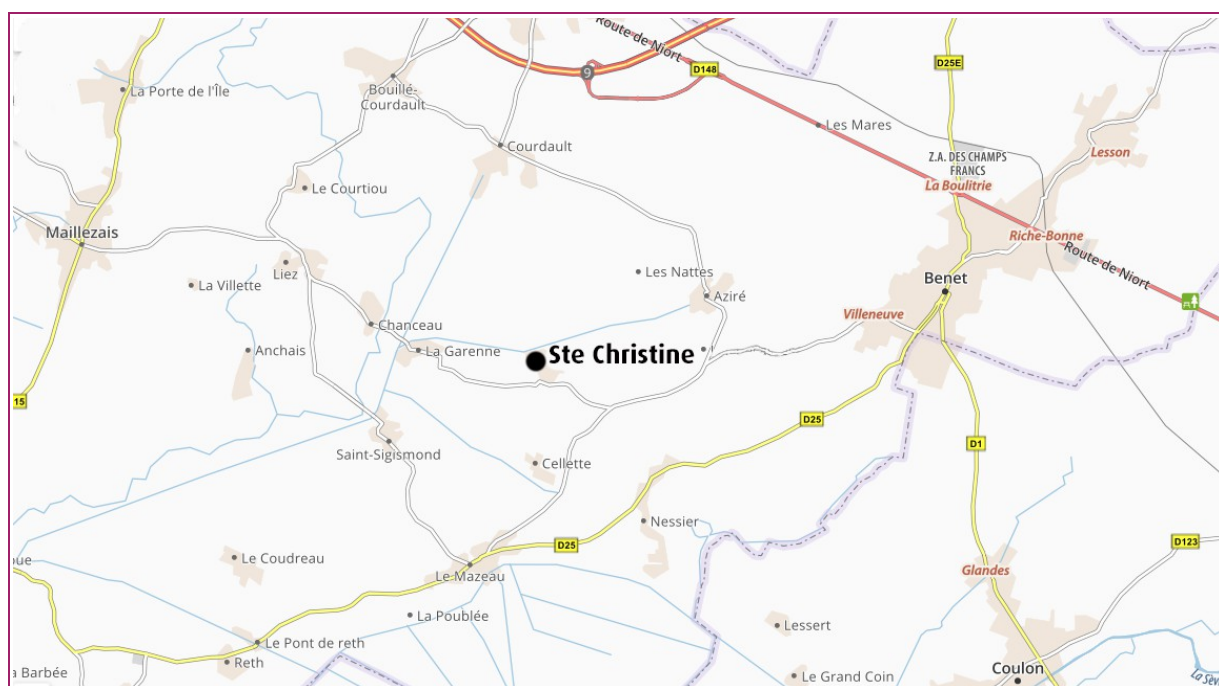 Route de Niort
9
D148
D25E
La Porte de l'Île
Bouillé-
Courdault
Les Mares
Courdault
Z.A. DES CHAMPS
FRANCS
Lesson
La Boulitrie
Le Courtiou
Maillezais
Riche-Bonne
Route de Niort
Liez
La Villette
Les Nattes
Aziré
Benet
Villeneuve
Chanceau
Anchais
La Garenne
Ste Christine
15
D25
D1
Saint-Sigismond
Cellette
Nessier
D25
D123
Le Coudreau
Le Mazeau
Glandes
La Poublée
Lessert
Le Pont de reth
Reth
Coulon
Le Grand Coin
La Sèv